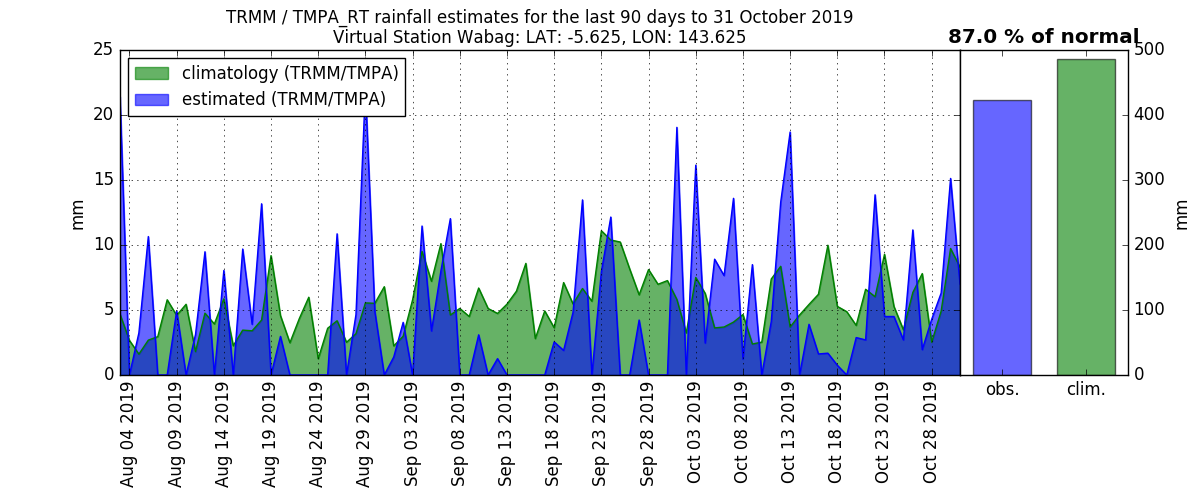 TRMM / TMPA_RT rainfall estimates for the last 90 days to 31 October 2019
Virtual Station Wabag: LAT: -5.625, LON: 143.625
87.0 % of normal
climatology (TRMM/TMPA)
estimated (TRMM/TMPA)
25
20
15
10
5
0
mm
500
400
300
200
100
0
mm
Aug 04 2019
Aug 09 2019
Aug 14 2019
Aug 19 2019
Aug 24 2019
Aug 29 2019
Sep 03 2019
Sep 08 2019
Sep 13 2019
Sep 18 2019
Sep 23 2019
Sep 28 2019
Oct 03 2019
Oct 08 2019
Oct 13 2019
Oct 18 2019
Oct 23 2019
Oct 28 2019
obs.
clim.